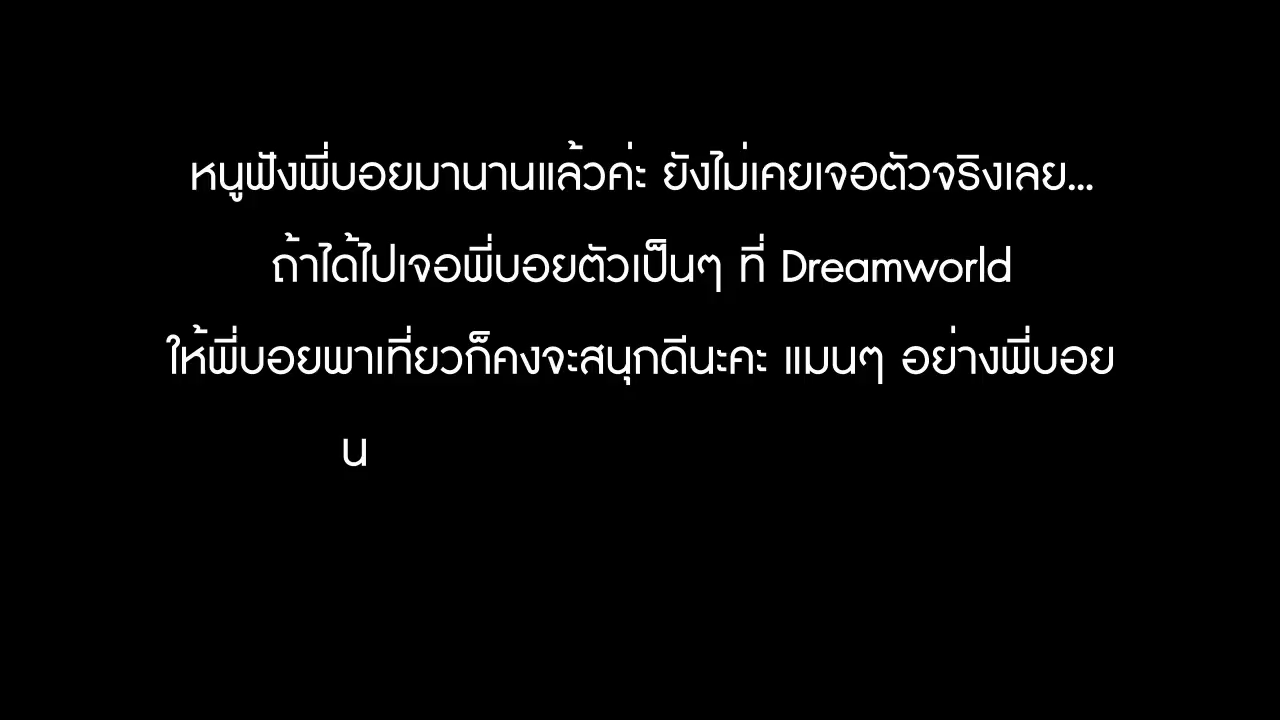 หนูฟังพี่บอยมานานแล้วค่ะ ยังไม่เคยเจอตัวจริงเลย...
ถ้าได้ไปเจอพี่บอยตัวเป็นๆ ที่ Dreamworld
ให้พี่บอยพาเที่ยวก็คงจะสนุกดีนะคะ แมนๆ อย่างพี่บอย
น